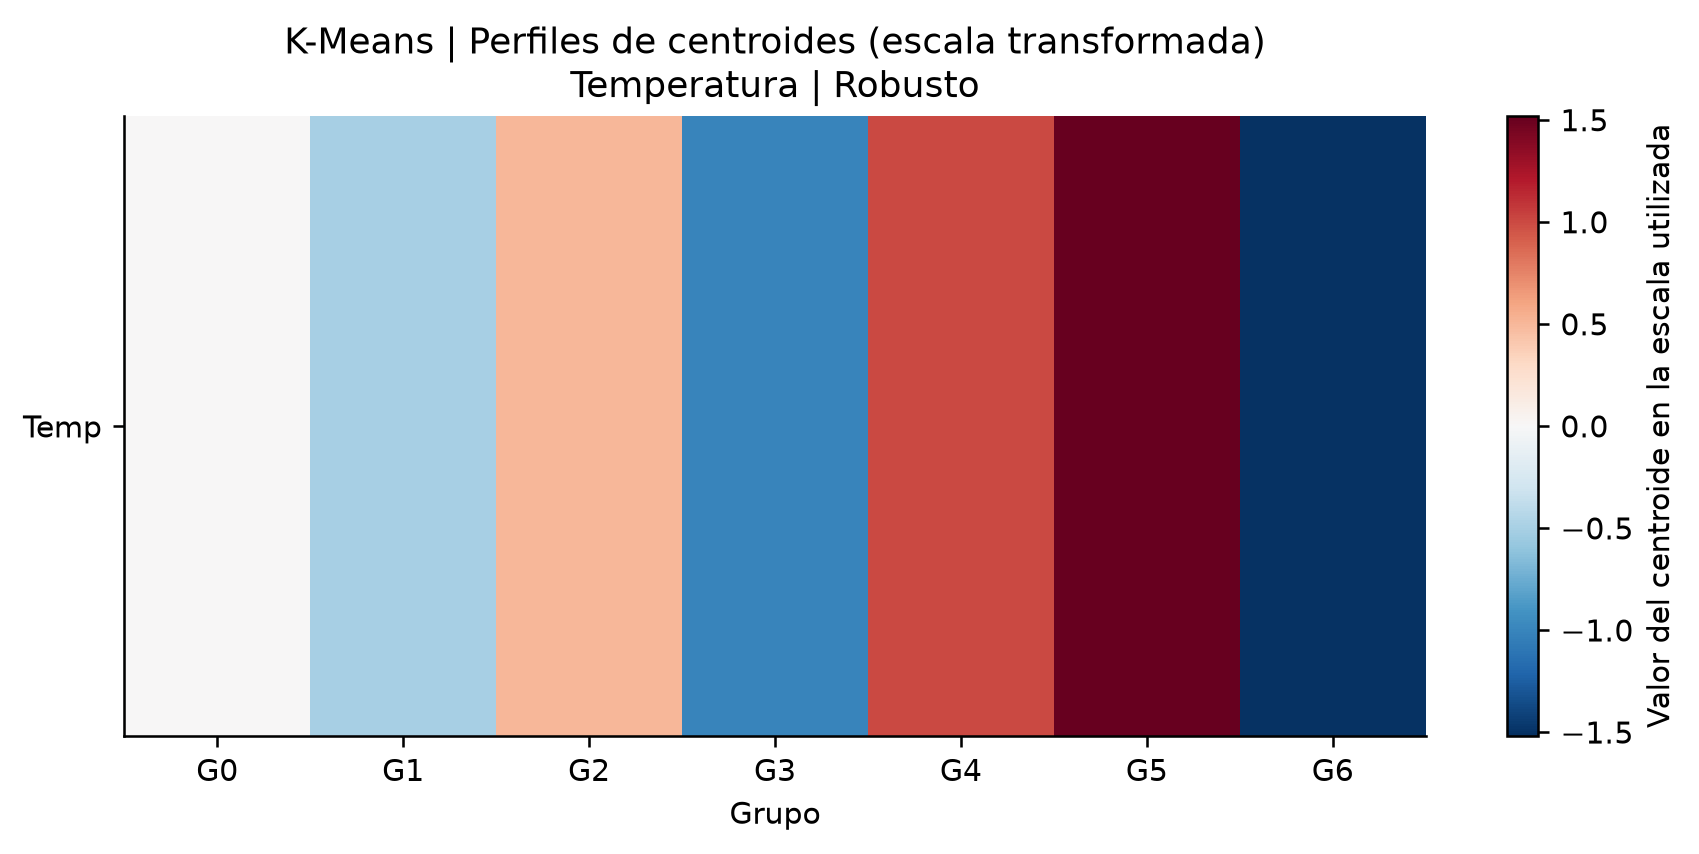 K-Means | Perfiles de centroides (escala transformada)
Temperatura | Robusto
Temp
G0
G1
G2
G3
G4
G5
G6
Grupo
1.5
1.0
0.5
0.0
−0.5
−1.0
−1.5
Valor del centroide en la escala utilizada